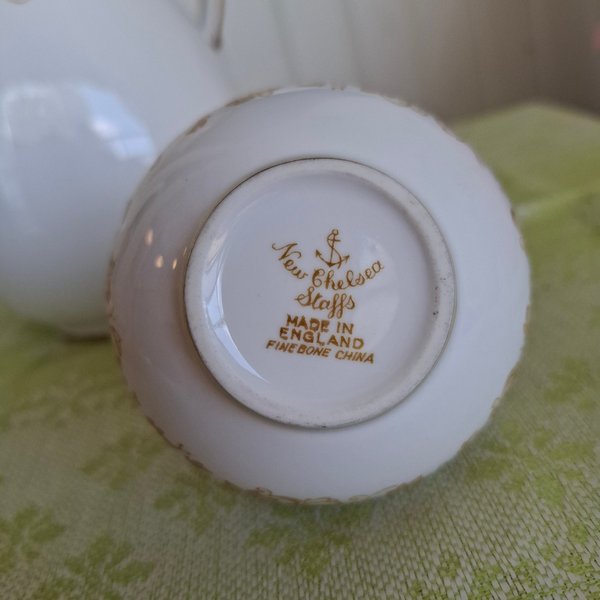 New Chelsea
Staffs
MADE IN
ENGLAND
FINE BONE CHINA